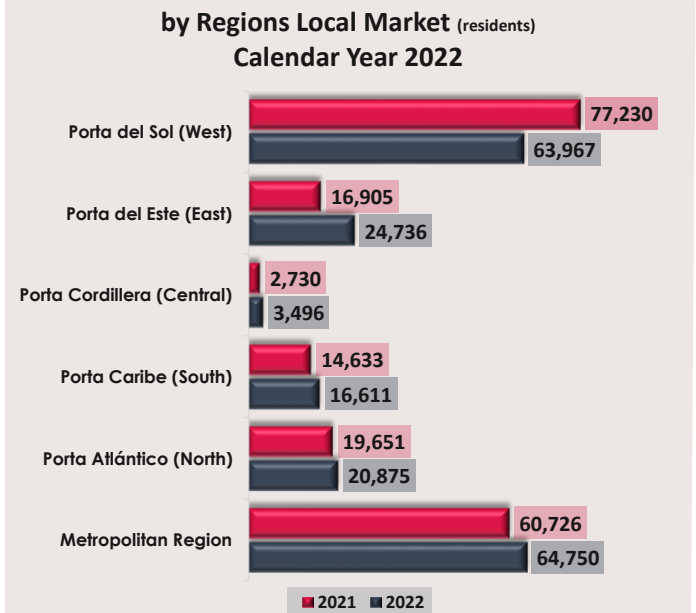 by Regions Local Market (residents)
Calendar Year 2022
Porta del Sol (West)
77,230
63,967
Porta del Este (East)
16,905
24,736
Porta Cordillera (Central)
2,730
3,496
Porta Caribe (South)
14,633
16,611
Porta Atlántico (North)
19,651
20,875
Metropolitan Region
60,726
64,750
2021 2022